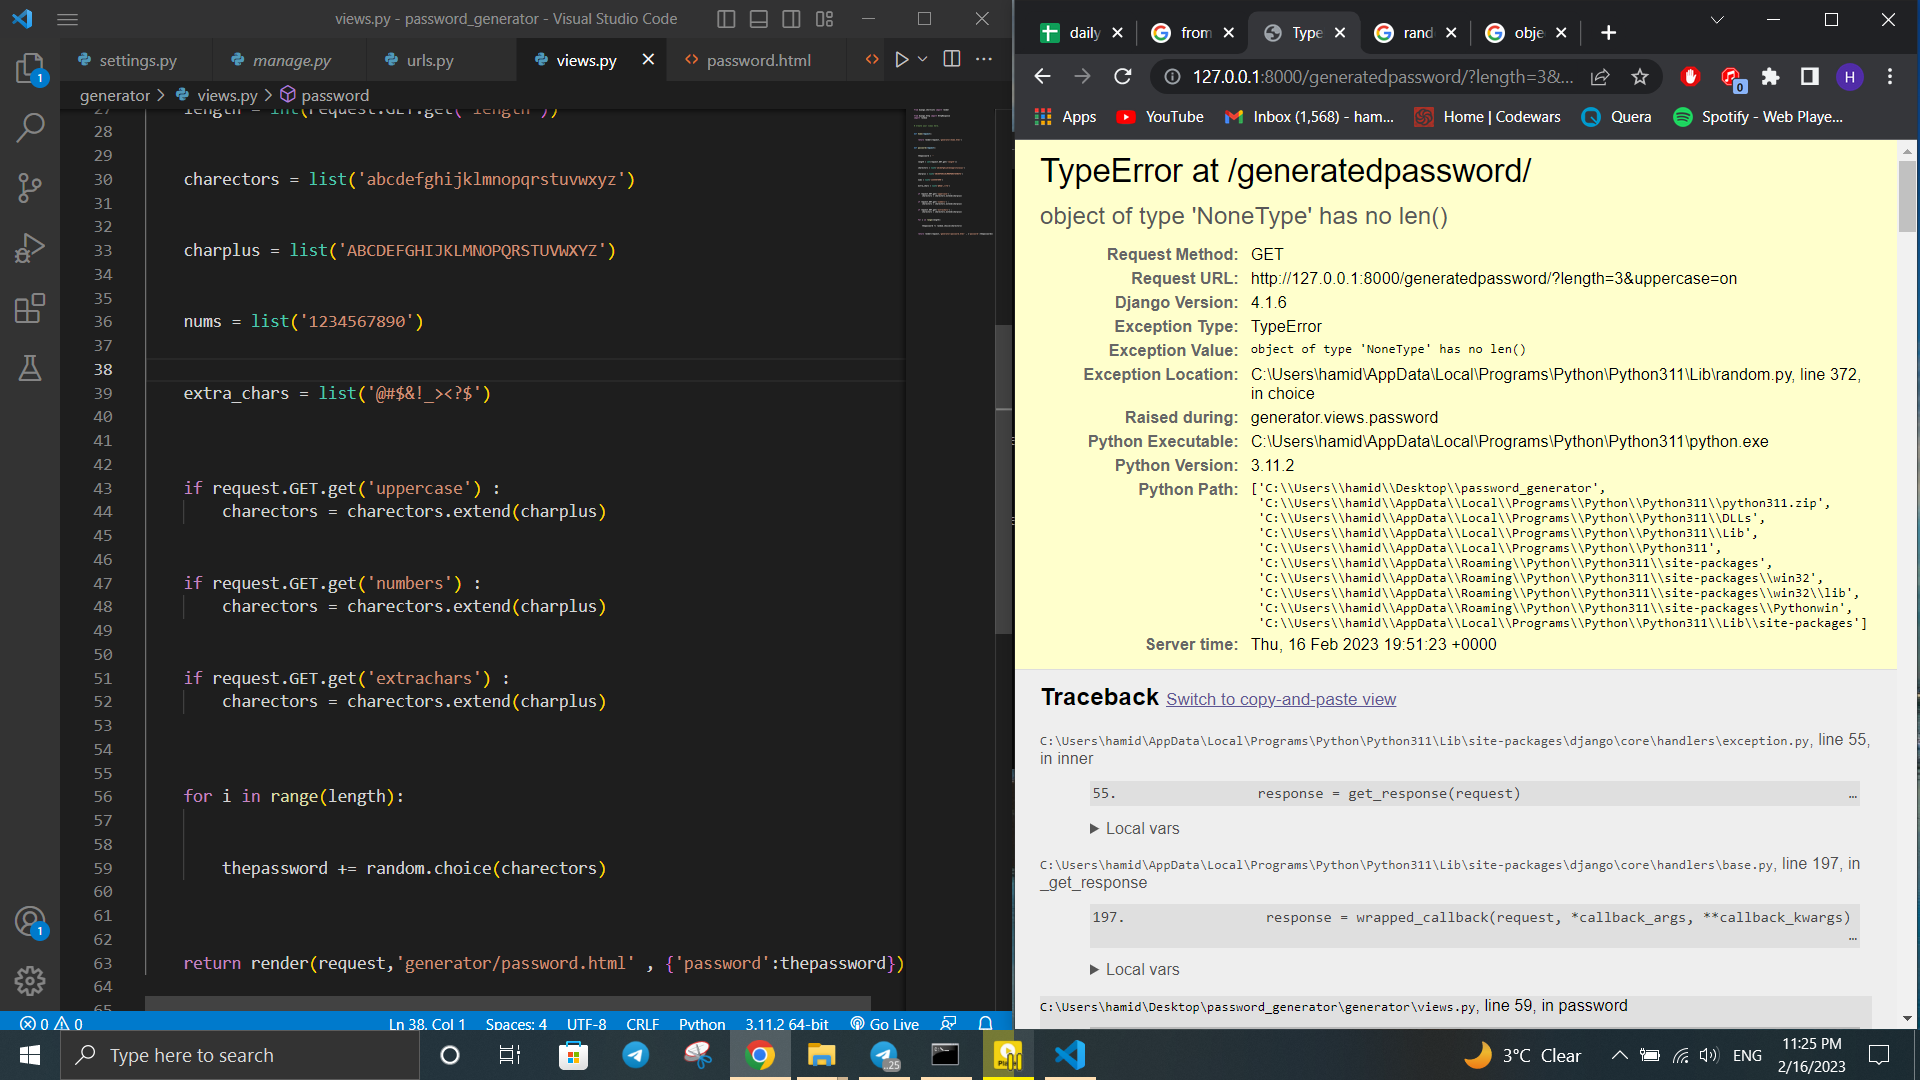 views.py - password_generator - Visual Studio Code
settings.py
manage.py
urls.py
views.py
password.html
generator > views.py > password
length = int(request.GET.get('length'))
28
29
30 charectors = list('abcdefghijklmnopqrstuvwxyz')
31
32
33 charplus = list('ABCDEFGHIJKLMNOPQRSTUVWXYZ')
34
35
36 nums = list('1234567890')
37
38
39 extra_chars = list('@#$&!_><?$')
40
41
42
43 if request.GET.get('uppercase') :
44 charectors = charectors.extend(charplus)
45
46
47 if request.GET.get('numbers') :
48 charectors = charectors.extend(charplus)
49
50
51 if request.GET.get('extrachars') :
52 charectors = charectors.extend(charplus)
53
54
55
56 for i in range(length):
57
58
59 thepassword += random.choice(charectors)
60
61
62
63 return render(request,'generator/password.html' , {'password':thepassword})
64
65
1
1
0 0
Ln 38, Col 1
Spaces: 4
UTF-8
CRLF
Python
3.11.2 64-bit
Go Live
daily
from
Type
rand
obje
127.0.0.1:8000/generatedpassword/?length=3&...
0
H
Apps
YouTube
Inbox (1,568) - ham...
Home | Codewars
Quera
Spotify - Web Playe...
TypeError at /generatedpassword/
object of type 'NoneType' has no len()
Request Method: GET
Request URL: http://127.0.0.1:8000/generatedpassword/?length=3&uppercase=on
Django Version: 4.1.6
Exception Type: TypeError
Exception Value: object of type 'NoneType' has no len()
Exception Location: C:\Users\hamid\AppData\Local\Programs\Python\Python311\Lib\random.py, line 372,
in choice
Raised during: generator.views.password
Python Executable: C:\Users\hamid\AppData\Local\Programs\Python\Python311\python.exe
Python Version: 3.11.2
Python Path: ['C:\\Users\\hamid\\Desktop\\password_generator',
'C:\\Users\\hamid\\AppData\\Local\\Programs\\Python\\Python311\\python311.zip',
'C:\\Users\\hamid\\AppData\\Local\\Programs\\Python\\Python311\\DLLs',
'C:\\Users\\hamid\\AppData\\Local\\Programs\\Python\\Python311\\Lib',
'C:\\Users\\hamid\\AppData\\Local\\Programs\\Python\\Python311',
'C:\\Users\\hamid\\AppData\\Roaming\\Python\\Python311\\site-packages',
'C:\\Users\\hamid\\AppData\\Roaming\\Python\\Python311\\site-packages\\win32',
'C:\\Users\\hamid\\AppData\\Roaming\\Python\\Python311\\site-packages\\win32\\lib',
'C:\\Users\\hamid\\AppData\\Roaming\\Python\\Python311\\site-packages\\Pythonwin',
'C:\\Users\\hamid\\AppData\\Local\\Programs\\Python\\Python311\\Lib\\site-packages']
Server time: Thu, 16 Feb 2023 19:51:23 +0000
Traceback Switch to copy-and-paste view
C:\Users\hamid\AppData\Local\Programs\Python\Python311\Lib\site-packages\django\core\handlers\exception.py, line 55,
in inner
55. response = get_response(request) …
▶ Local vars
C:\Users\hamid\AppData\Local\Programs\Python\Python311\Lib\site-packages\django\core\handlers\base.py, line 197, in
_get_response
197. response = wrapped_callback(request, *callback_args, **callback_kwargs)
…
▶ Local vars
C:\Users\hamid\Desktop\password_generator\generator\views.py, line 59, in password
Type here to search
25
3°C Clear
ENG
11:25 PM
2/16/2023